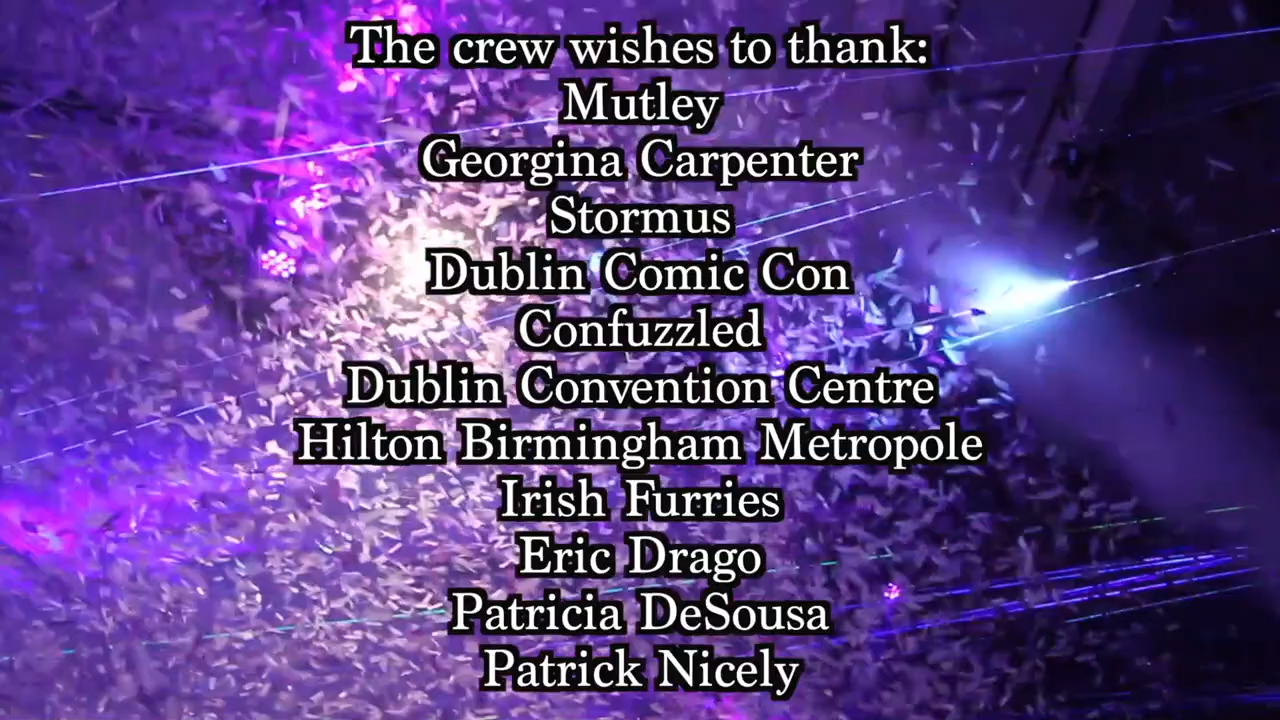 The crew wishes to thank:
Mutley
Georgina Carpenter
Stormus
Dublin Comic Con
Confuzzled
Dublin Convention Centre
Hilton Birmingham Metropole
Irish Furries
Eric Drago
Patricia DeSousa
Patrick Nicely